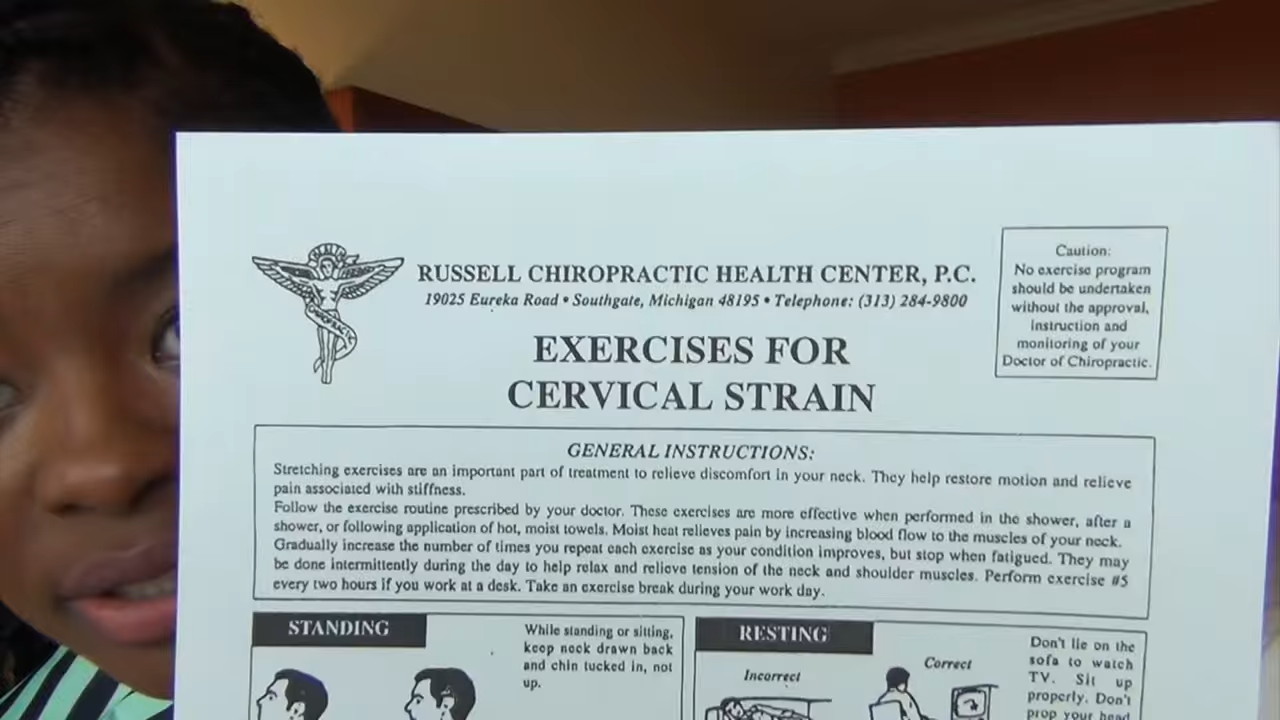 RUSSELL CHIROPRACTIC HEALTH CENTER, P.C.
19025 Eureka Road • Southgate, Michigan 48195 • Telephone: (313) 284-9800
EXERCISES FOR
CERVICAL STRAIN
Caution:
No exercise program
should be undertaken
without the approval,
instruction and
monitoring of your
Doctor of Chiropractic.
HEALTH
CHIROPRACTIC
GENERAL INSTRUCTIONS:
Stretching exercises are an important part of treatment to relieve discomfort in your neck. They help restore motion and relieve
pain associated with stiffness.
Follow the exercise routine prescribed by your doctor. These exercises are more effective when performed in the shower, after a
shower, or following application of hot, moist towels. Moist heat relieves pain by increasing blood flow to the muscles of your neck.
Gradually increase the number of times you repeat each exercise as your condition improves, but stop when fatigued. They may
be done intermittently during the day to help relax and relieve tension of the neck and shoulder muscles. Perform exercise #5
every two hours if you work at a desk. Take an exercise break during your work day.
STANDING
While standing or sitting,
keep neck drawn back
and chin tucked in, not
up.
RESTING
Incorrect
Correct
Don't lie on the
sofa to watch
TV. Sit up
properly. Don't
prop your head